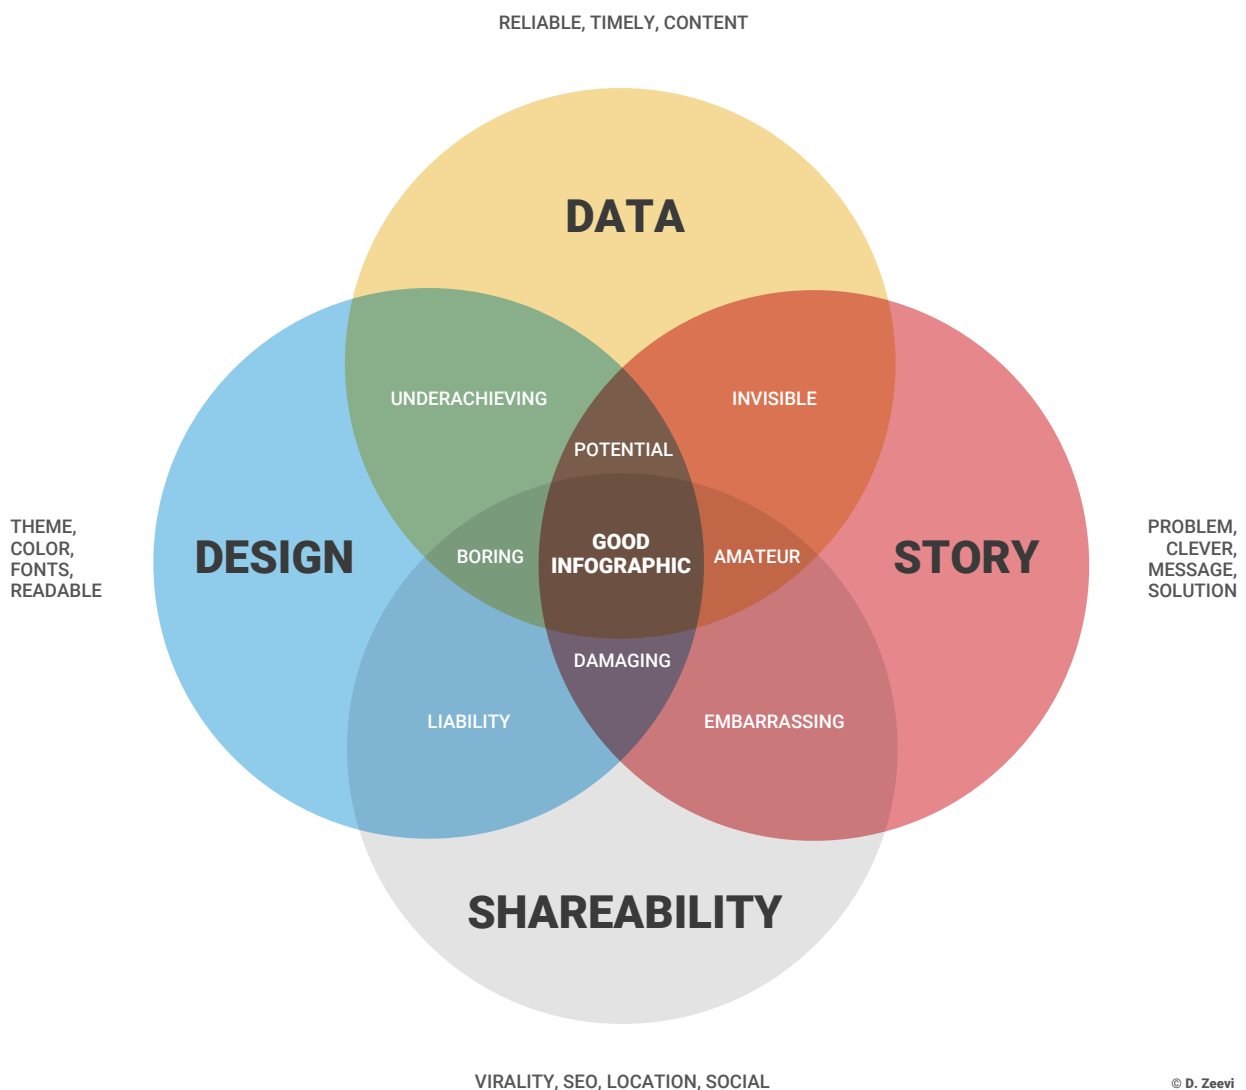 RELIABLE, TIMELY, CONTENT
DATA
UNDERACHIEVING
INVISIBLE
POTENTIAL
THEME,
COLOR,
FONTS,
READABLE
DESIGN
BORING
GOOD
INFOGRAPHIC
AMATEUR
STORY
PROBLEM,
CLEVER,
MESSAGE,
SOLUTION
DAMAGING
LIABILITY
EMBARRASSING
SHAREABILITY
VIRALITY, SEO, LOCATION, SOCIAL
© D. Zeevi